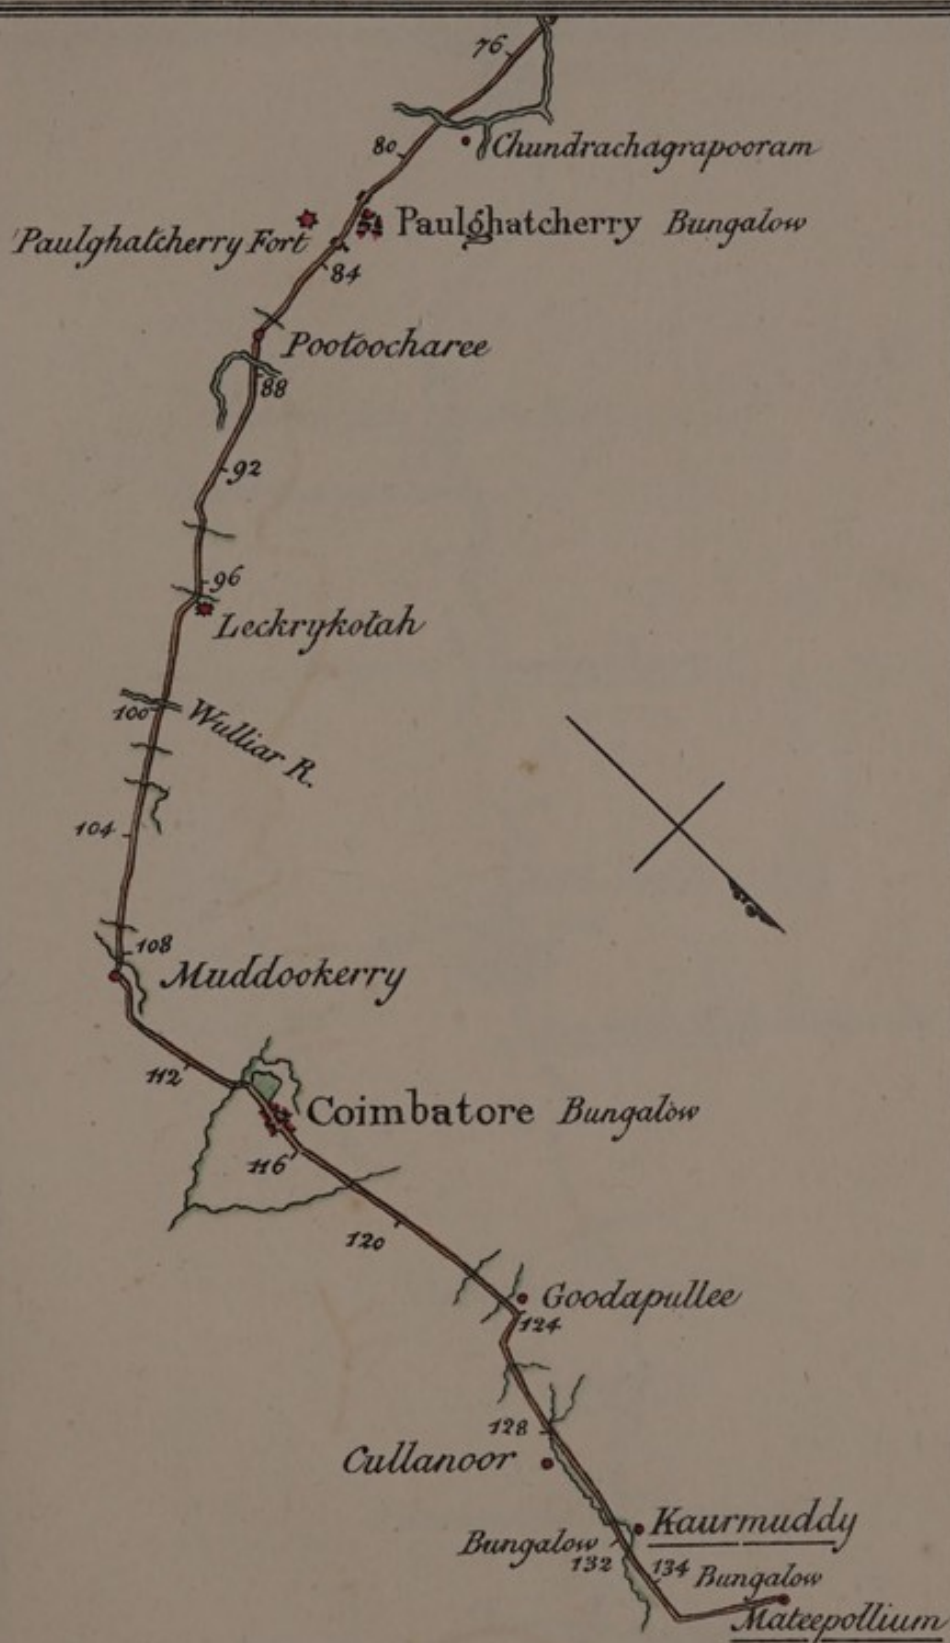 76
80
Chundrachagrapooram
Paulghatcherry Bungalow
Paulghatcherry Fort
84
Pootoocharee
88
92
96
Leckrykotah
100
Wulliar R.
104
108
Muddookerry
112
Coimbatore Bungalow
116
120
Goodapullee
124
128
Cullanoor
Kaurmuddy
Bungalow
132
134 Bungalow
Mateepollium